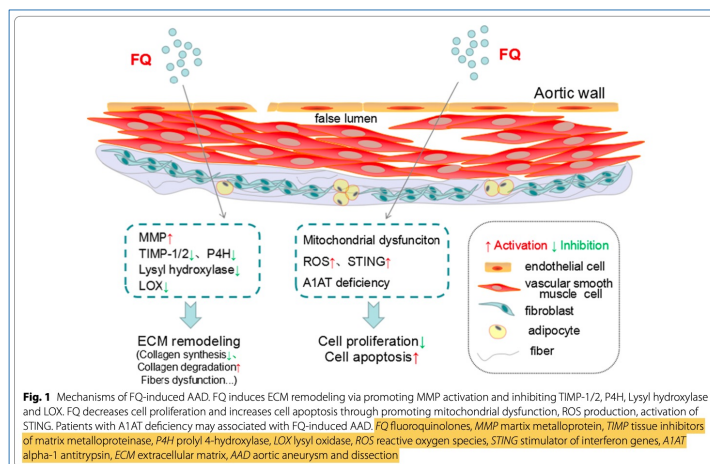 FQ
FQ
Aortic wall
false lumen
MMP↑
TIMP-1/2↓、P4H↓
Lysyl hydroxylase↓
LOX↓
ECM remodeling
(Collagen synthesis↓、
Collagen degradation↑
Fibers dysfunction...)
Mitochondrial dysfunciton
ROS↑、STING↑
A1AT deficiency
Cell proliferation↓
Cell apoptosis↑
↑ Activation ↓ Inhibition
endothelial cell
vascular smooth
muscle cell
fibroblast
adipocyte
fiber
Fig. 1 Mechanisms of FQ-induced AAD. FQ induces ECM remodeling via promoting MMP activation and inhibiting TIMP-1/2, P4H, Lysyl hydroxylase
and LOX. FQ decreases cell proliferation and increases cell apoptosis through promoting mitochondrial dysfunction, ROS production, activation of
STING. Patients with A1AT deficiency may associated with FQ-induced AAD. FQ fluoroquinolones, MMP martix metalloprotein, TIMP tissue inhibitors
of matrix metalloproteinase, P4H prolyl 4-hydroxylase, LOX lysyl oxidase, ROS reactive oxygen species, STING stimulator of interferon genes, A1AT
alpha-1 antitrypsin, ECM extracellular matrix, AAD aortic aneurysm and dissection